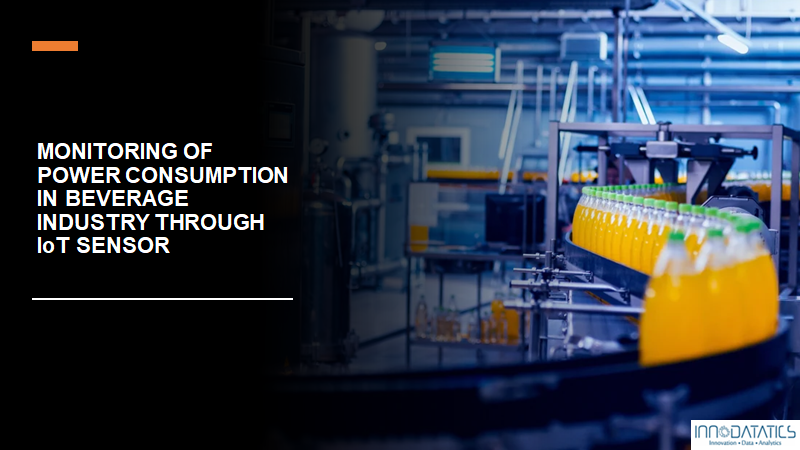 MONITORING OF
POWER CONSUMPTION
IN BEVERAGE
INDUSTRY THROUGH
IoT SENSOR
INNODATATICS
Innovation • Data • Analytics